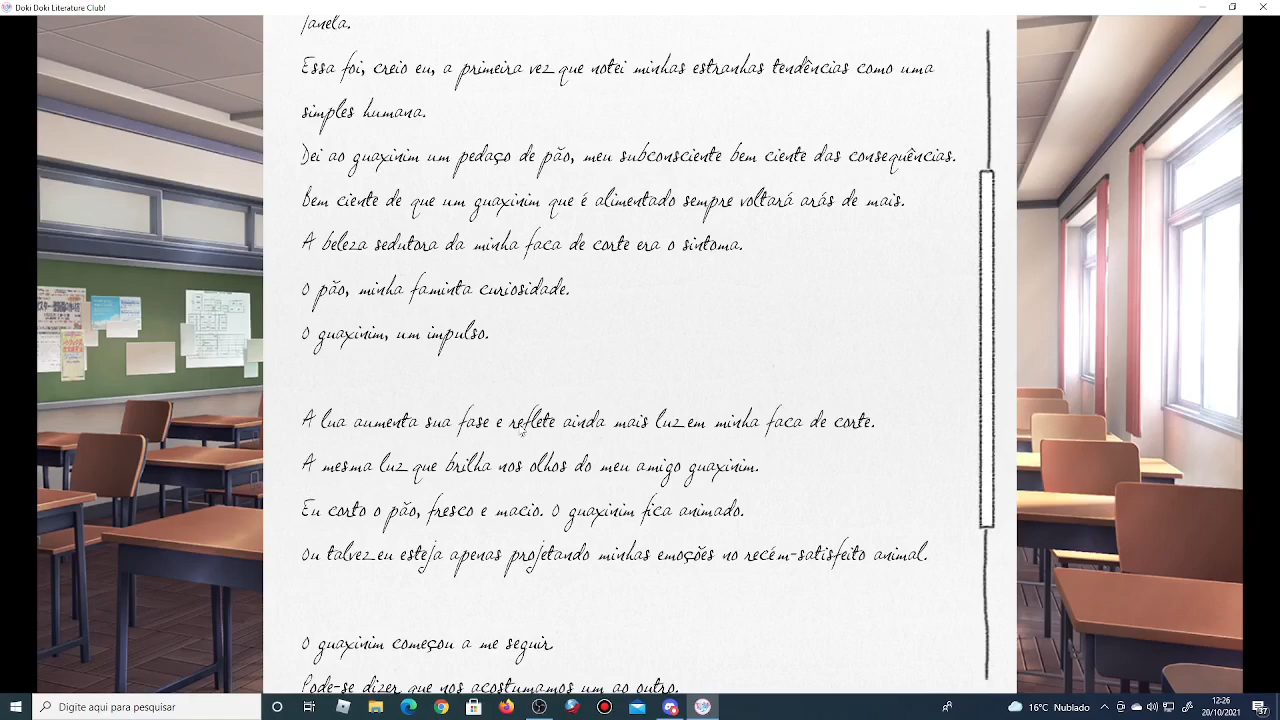 Doki Doki Literature Club!
janela.
Essa foi, creio eu, a primeira vez que notei minhas estranhas tendências como uma
simples humana.
Dei ao guaxinim um pedaço de pão, meu subconsciente bem ciente das consequências.
Bem ciente de que um guaxinim que é alimentado sempre voltará atrás de mais.
A beleza sedutora da minha faca de corte era o sintoma.
O pão, minha faminta curiosidade.
O guaxinim, um impulso.
A lua aumenta sua fase e reflete ainda mais luz em minha faca de corte.
A mesma luz que brilha nos olhos do meu amigo guaxinim.
Eu corto o pão, fresco e macio. O guaxinim fica animado.
Ou talvez eu esteja apenas projetando minhas emoções no recém-satisfeito animal.
O guaxinim começou a me seguir
que nos acostumamos um ao outro.
Digite aqui para pesquisar
16°C Nublado
12:26
20/10/2021